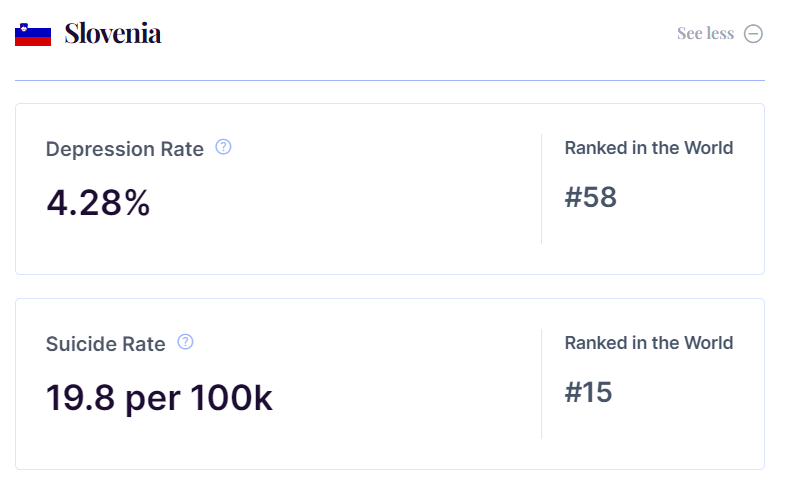 Slovenia
See less
Depression Rate
Ranked in the World
4.28%
#58
Suicide Rate
Ranked in the World
19.8 per 100k
#15